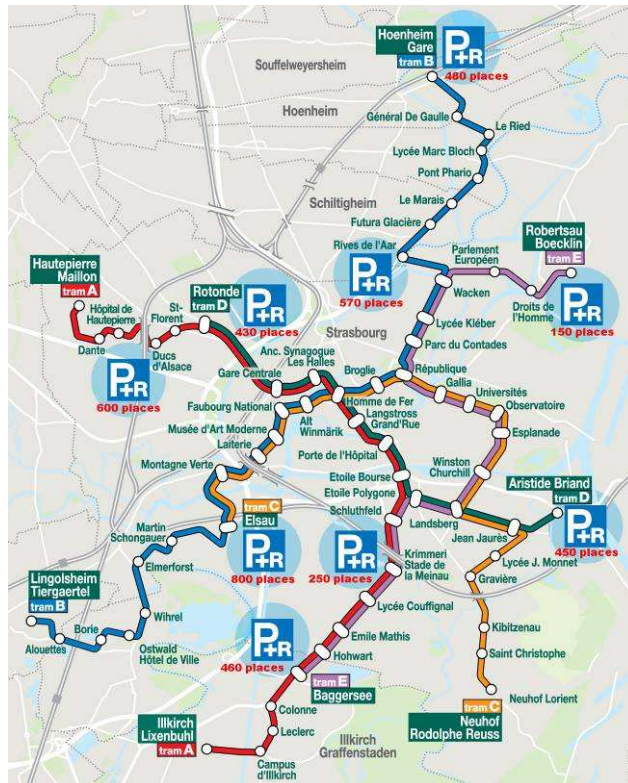 Hoenheim
Gare
tram B
P+R
480 places
Souffelweyersheim
Hoenheim
Général De Gaulle
Le Ried
Lycée Marc Bloch
Pont Phario
Schiltigheim
Le Marais
Futura Glacière
Rives de l'Aar
Robertsau
Boecklin
tram E
Parlement
Européen
Hautepierre
Maillon
tram A
Rotonde
tram D
P+R
430 places
P+R
570 places
Wacken
Droits de
l'Homme
P+R
150 places
Hôpital de
Hautepierre
St-
Florent
Dante
Ducs
d'Alsace
Strasbourg
Lycée Kléber
Parc du Contades
P+R
600 places
Anc. Synagogue
Les Halles
Gare Centrale
Broglie
République
Gallia
Universités
Observatoire
Faubourg National
Homme de Fer
Langstross
Grand'Rue
Alt
Winmärik
Musée d'Art Moderne
Laiterie
Esplanade
Porte de l'Hôpital
Montagne Verte
Winston
Churchill
Etoile Bourse
Etoile Polygone
Aristide Briand
tram D
tram C
Elsau
Schluthfeld
Landsberg
Martin
Schongauer
Jean Jaurès
P+R
450 places
P+R
800 places
P+R
250 places
Krimmeri
Stade de
la Meinau
Lycée J. Monnet
Elmerforst
Gravière
Lingolsheim
Tiergaertel
tram B
Lycée Couffignal
Wihrel
Kibitzenau
Borie
Alouettes
Ostwald
Hôtel de Ville
P+R
460 places
Emile Mathis
Hohwart
Saint Christophe
tram E
Baggersee
Neuhof Lorient
tram C
Neuhof
Rodolphe Reuss
Colonne
Illkirch
Lixenbuhl
tram A
Leclerc
Campus
d'Illkirch
Illkirch
Graffenstaden